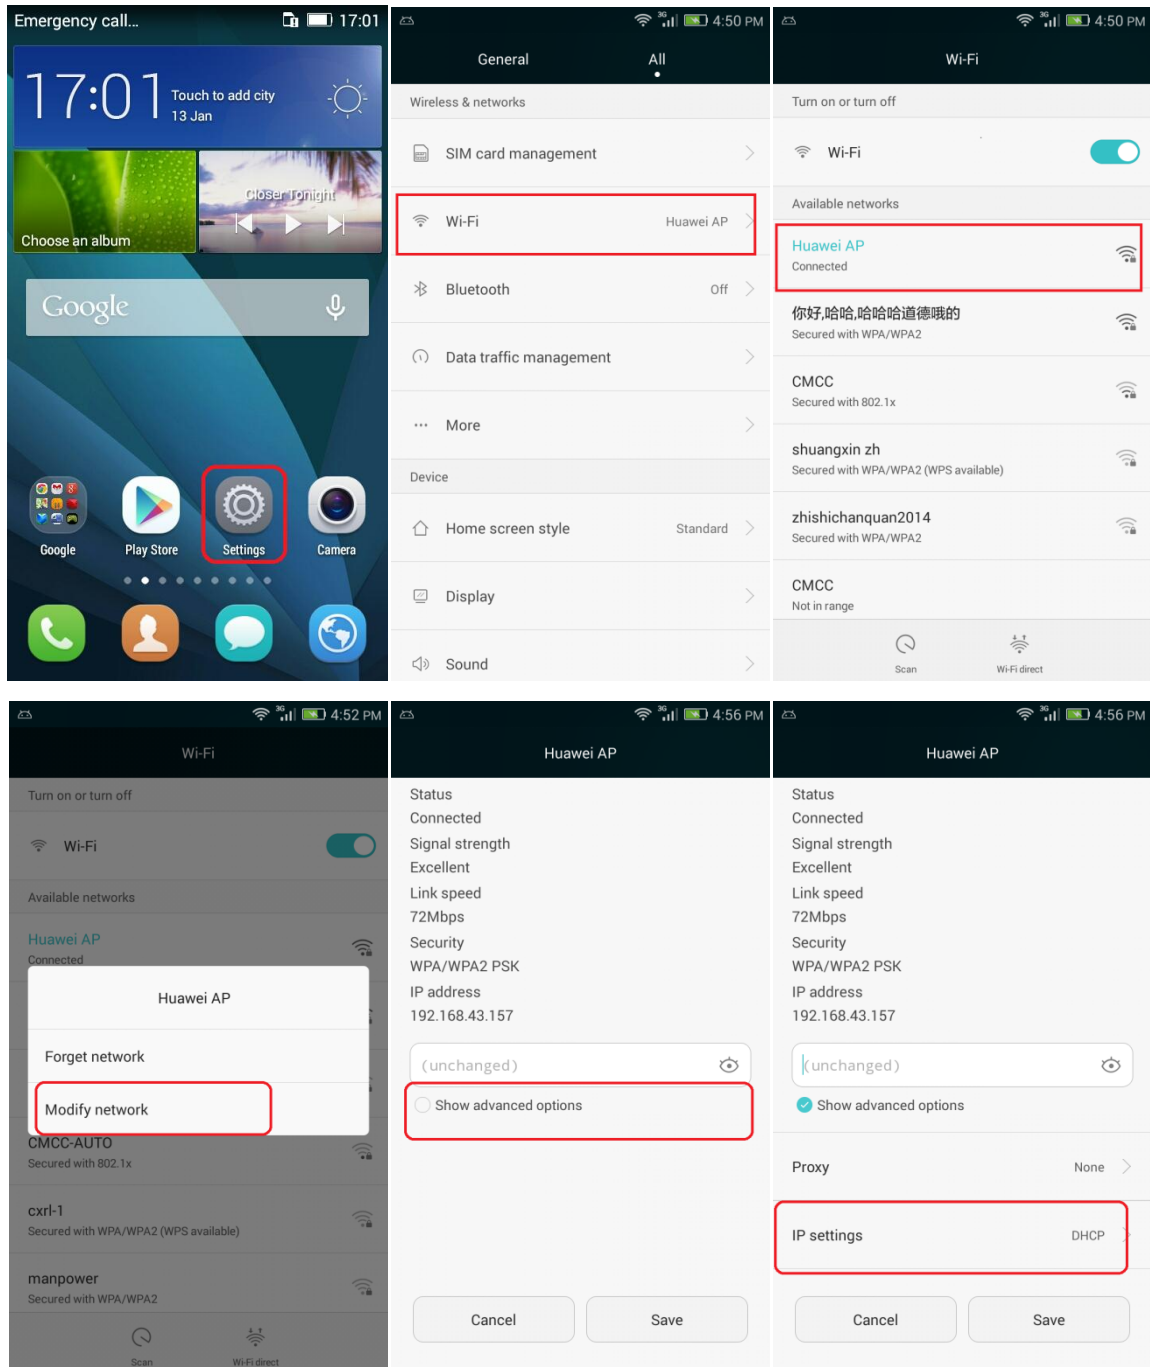 Emergency call...
17:01
17:01
Touch to add city
13 Jan
Choose an album
Closer Tonight
Google
Google
Play Store
Settings
Camera
3G
4:50 PM
General
All
Wireless & networks
SIM card management
Wi-Fi
Huawei AP
Bluetooth
Off
Data traffic management
More
Device
Home screen style
Standard
Display
Sound
3G
4:50 PM
Wi-Fi
Turn on or turn off
Wi-Fi
Available networks
Huawei AP
Connected
你好,哈哈,哈哈哈道德哦的
Secured with WPA/WPA2
CMCC
Secured with 802.1x
shuangxin zh
Secured with WPA/WPA2 (WPS available)
zhishichanquan2014
Secured with WPA/WPA2
CMCC
Not in range
Scan
Wi-Fi direct
3G
4:52 PM
Wi-Fi
Turn on or turn off
Wi-Fi
Available networks
Huawei AP
Connected
Huawei AP
Forget network
Modify network
CMCC-AUTO
Secured with 802.1x
cxrl-1
Secured with WPA/WPA2 (WPS available)
manpower
Secured with WPA/WPA2
Scan
Wi-Fi direct
3G
4:56 PM
Huawei AP
Status
Connected
Signal strength
Excellent
Link speed
72Mbps
Security
WPA/WPA2 PSK
IP address
192.168.43.157
(unchanged)
Show advanced options
Cancel
Save
3G
4:56 PM
Huawei AP
Status
Connected
Signal strength
Excellent
Link speed
72Mbps
Security
WPA/WPA2 PSK
IP address
192.168.43.157
(unchanged)
Show advanced options
Proxy
None
IP settings
DHCP
Cancel
Save